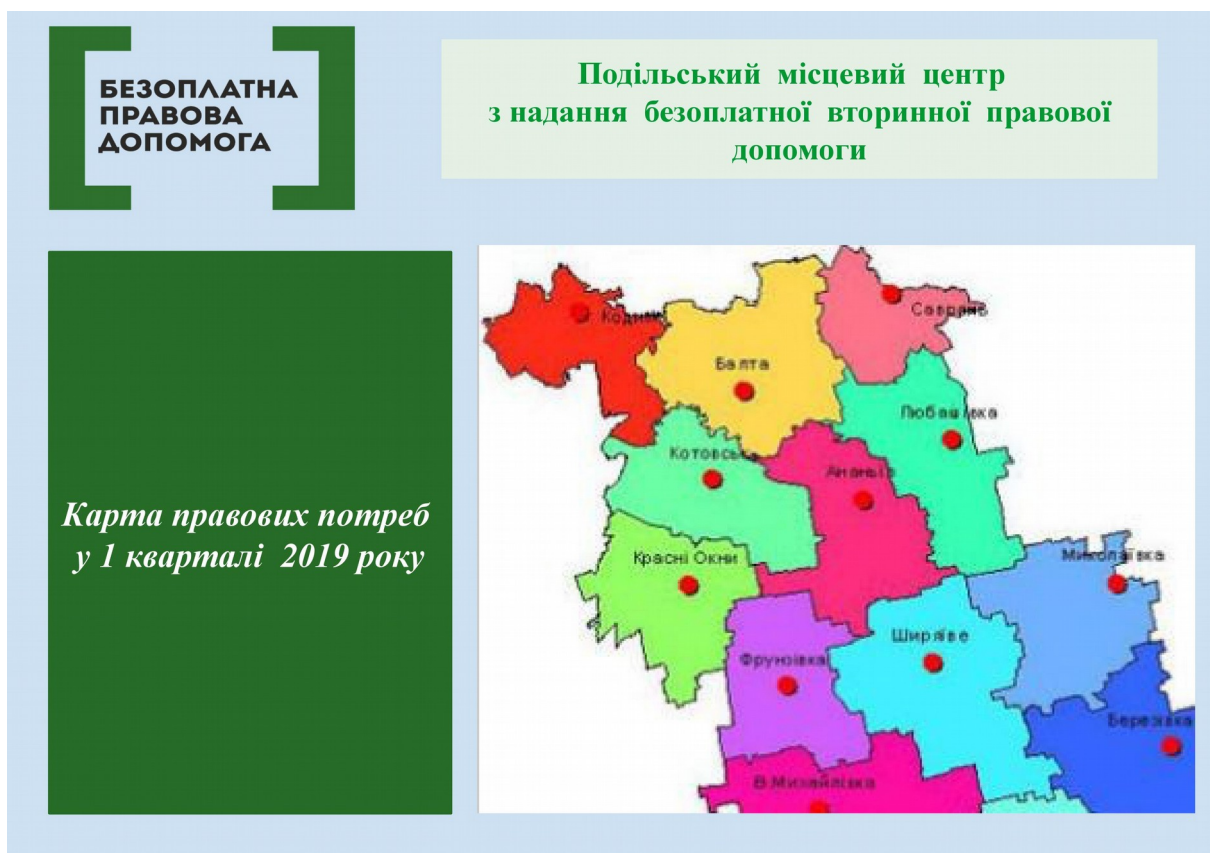 БЕЗОПЛАТНА
ПРАВОВА
ДОПОМОГА
Подільський місцевий центр
з надання безоплатної вторинної правової
допомоги
Карта правових потреб
у 1 кварталі 2019 року
Кодима
Саврань
Балта
Любашівка
Котовськ
Ананьїв
Красні Окни
Миколаївка
Ширяїве
Фрунзівка
Березівка
В.Михайлівка